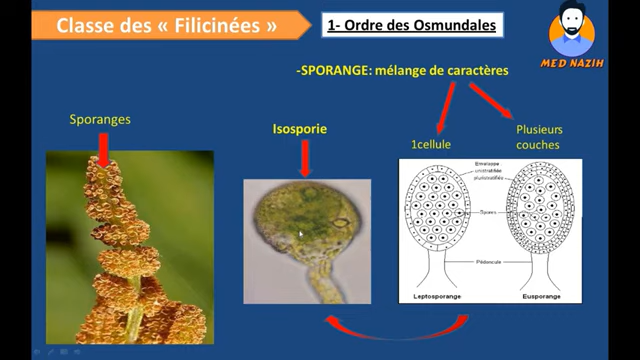 Classe des « Filicinées »
1- Ordre des Osmundales
MED NAZIH
-SPORANGE: mélange de caractères
Sporanges
Isosporie
1cellule
Plusieurs
couches
Enveloppe
unistratifiée
pluristratifiée
Spores
Pédoncule
Leptosporange
Eusporange